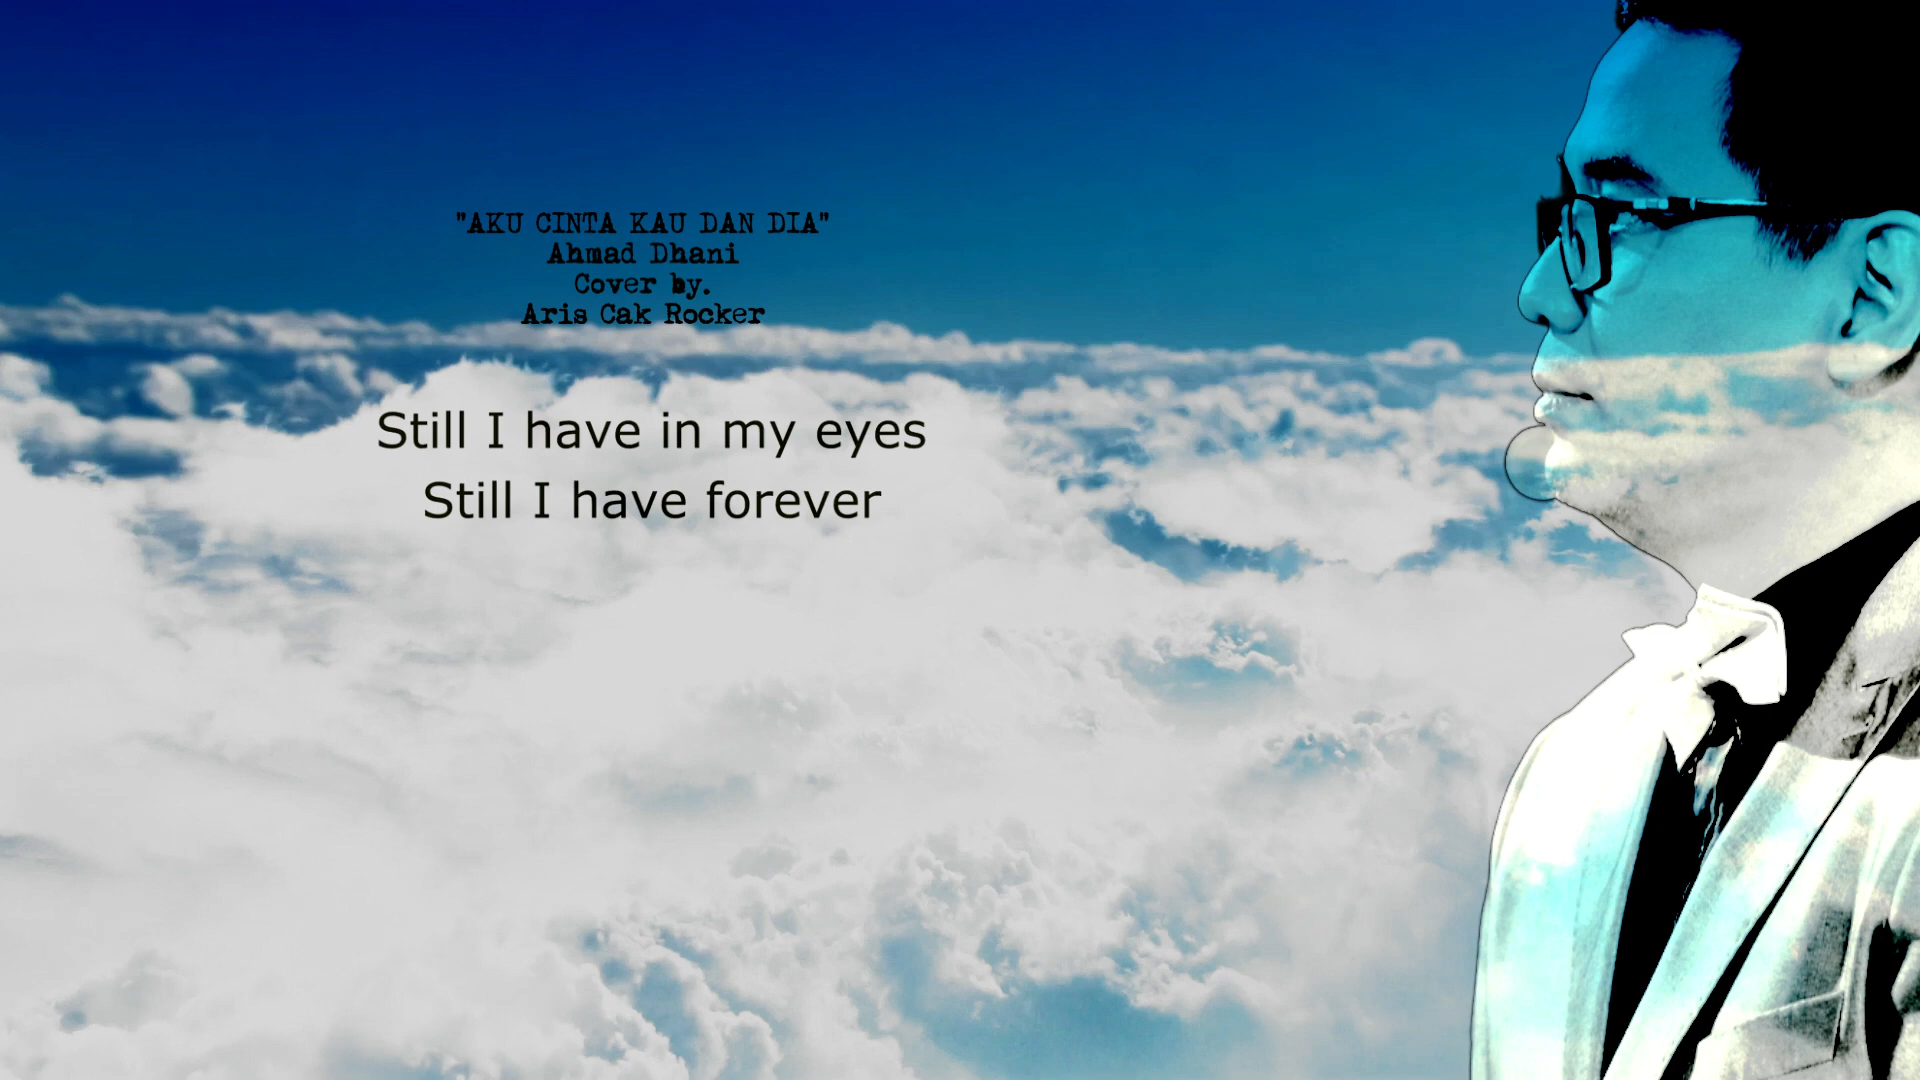 "AKU CINTA KAU DAN DIA"
Ahmad Dhani
Cover by.
Aris Cak Rocker
Still I have in my eyes
Still I have forever